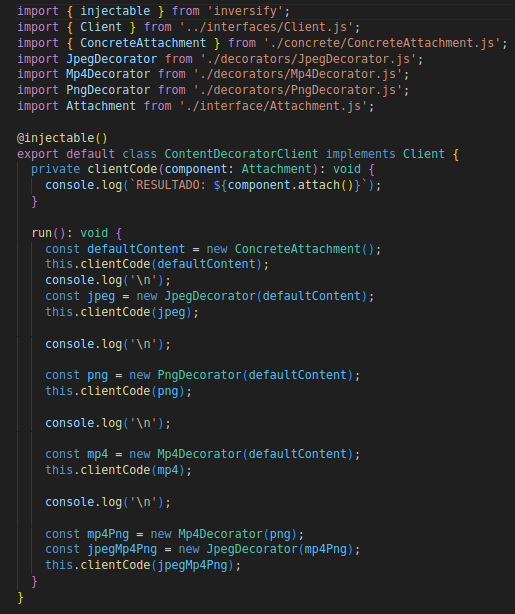 import { injectable } from 'inversify';
import { Client } from '../interfaces/Client.js';
import { ConcreteAttachment } from './concrete/ConcreteAttachment.js';
import JpegDecorator from './decorators/JpegDecorator.js';
import Mp4Decorator from './decorators/Mp4Decorator.js';
import PngDecorator from './decorators/PngDecorator.js';
import Attachment from './interface/Attachment.js';

@injectable()
export default class ContentDecoratorClient implements Client {
  private clientCode(component: Attachment): void {
    console.log(`RESULTADO: ${component.attach()}`);
  }

  run(): void {
    const defaultContent = new ConcreteAttachment();
    this.clientCode(defaultContent);
    console.log('\n');
    const jpeg = new JpegDecorator(defaultContent);
    this.clientCode(jpeg);

    console.log('\n');

    const png = new PngDecorator(defaultContent);
    this.clientCode(png);

    console.log('\n');

    const mp4 = new Mp4Decorator(defaultContent);
    this.clientCode(mp4);

    console.log('\n');

    const mp4Png = new Mp4Decorator(png);
    const jpegMp4Png = new JpegDecorator(mp4Png);
    this.clientCode(jpegMp4Png);
  }
}